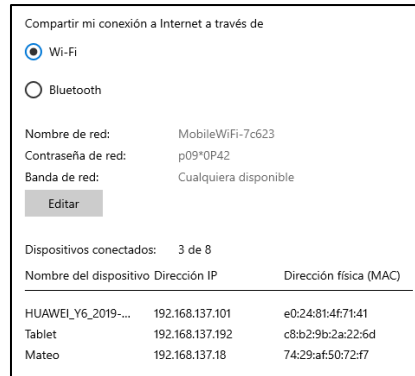 Compartir mi conexión a Internet a través de
Wi-Fi
Bluetooth
Nombre de red: MobileWiFi-7c623
Contraseña de red: p09*0P42
Banda de red: Cualquiera disponible
Editar
Dispositivos conectados: 3 de 8
Nombre del dispositivo Dirección IP Dirección física (MAC)
HUAWEI_Y6_2019-... 192.168.137.101 e0:24:81:4f:71:41
Tablet 192.168.137.192 c8:b2:9b:2a:22:6d
Mateo 192.168.137.18 74:29:af:50:72:f7